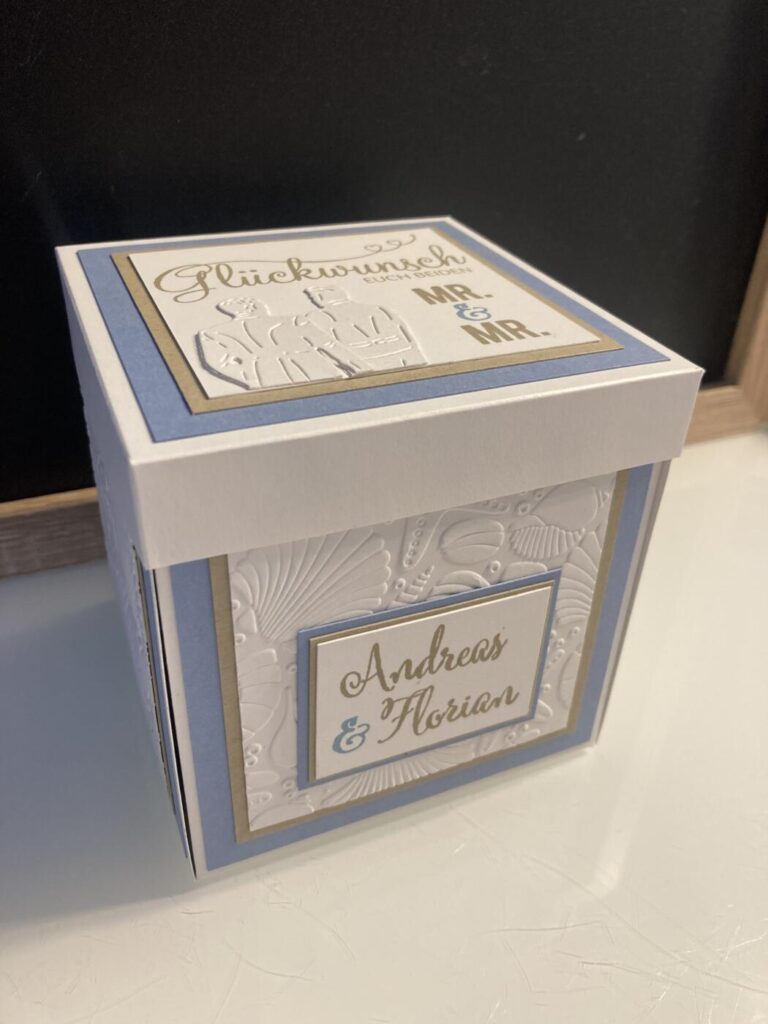 Glückwunsch
EUCH BEIDEN
MR.
&
MR.
Andreas
& Florian